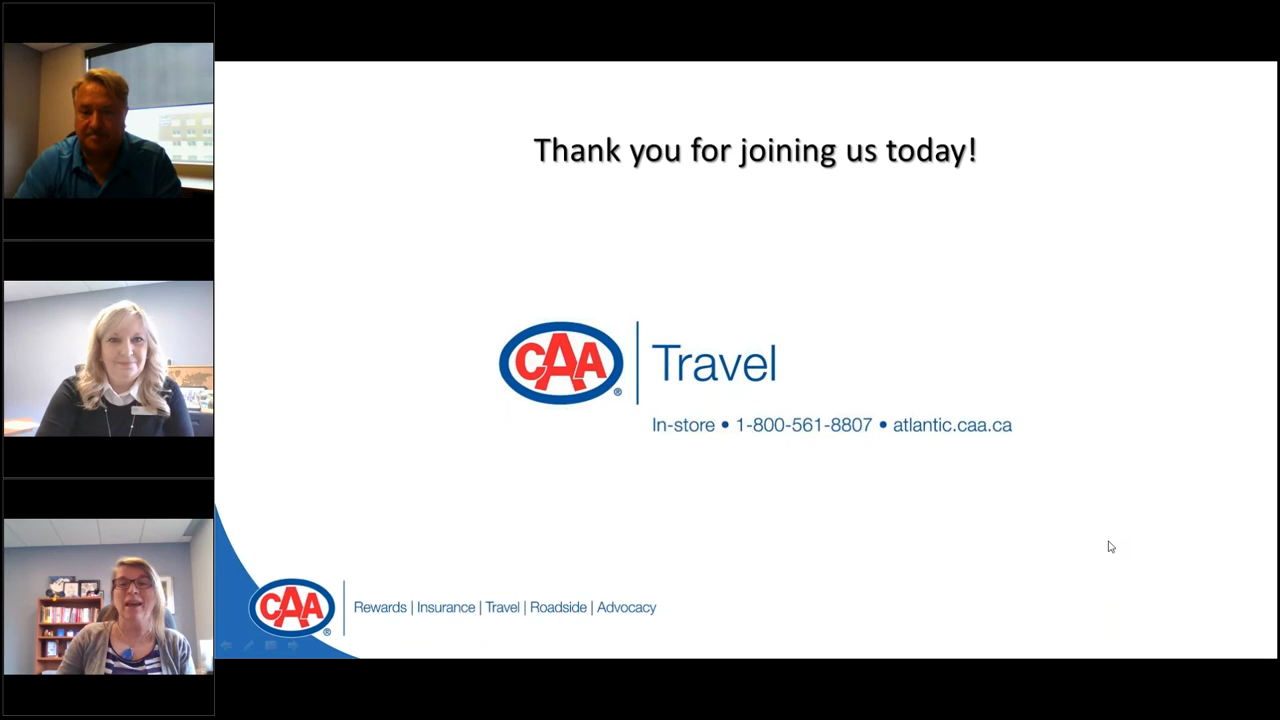 Thank you for joining us today!
CAA ®
Travel
In-store • 1-800-561-8807 • atlantic.caa.ca
CAA ®
Rewards | Insurance | Travel | Roadside | Advocacy